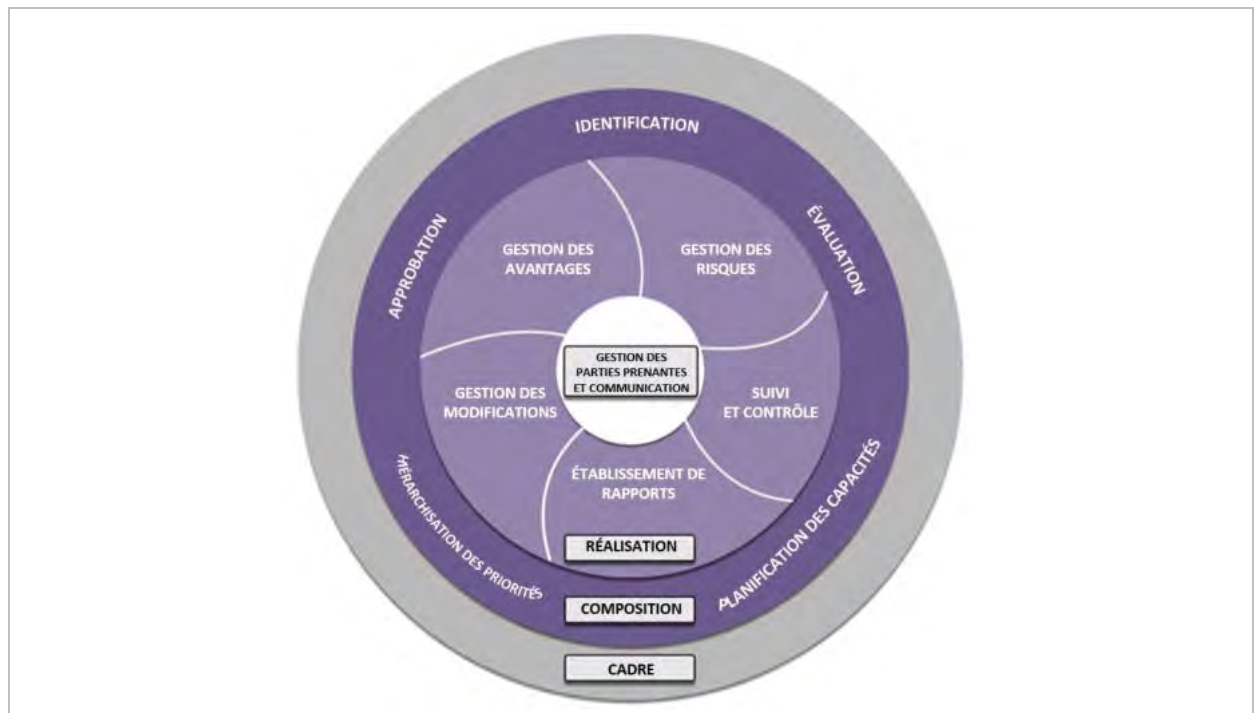 IDENTIFICATION
APPROBATION
ÉVALUATION
GESTION DES
AVANTAGES
GESTION DES
RISQUES
GESTION DES
PARTIES PRENANTES
ET COMMUNICATION
GESTION DES
MODIFICATIONS
SUIVI
ET CONTRÔLE
ÉTABLISSEMENT DE
RAPPORTS
HIÉRARCHISATION DES PRIORITÉS
PLANIFICATION DES CAPACITÉS
RÉALISATION
COMPOSITION
CADRE